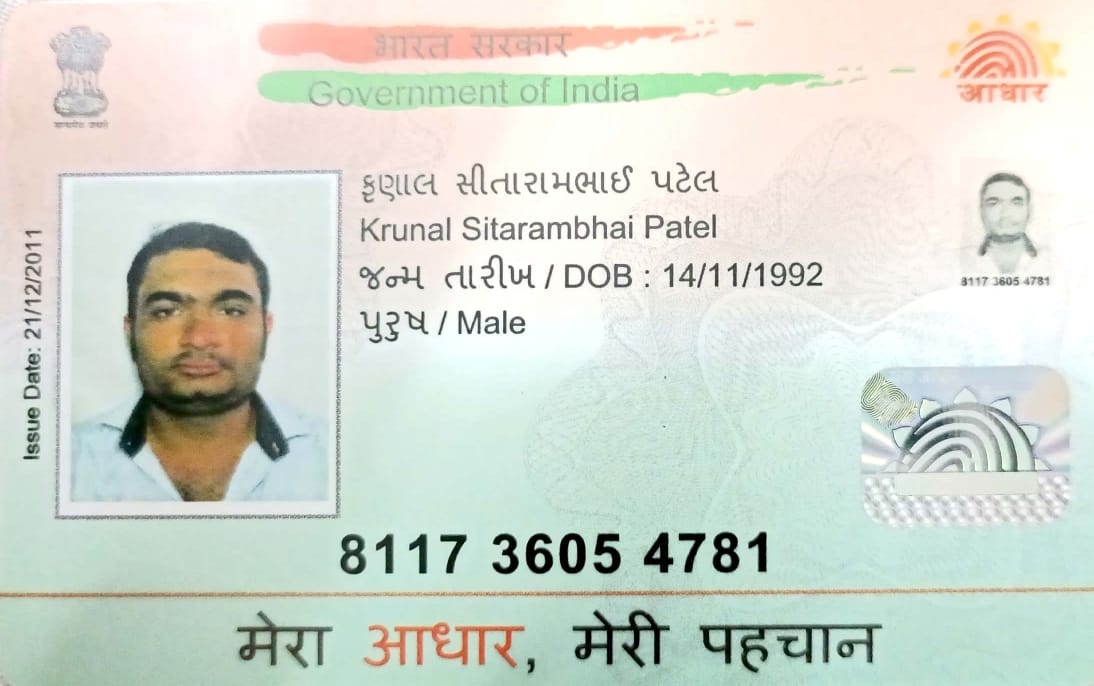 भारत सरकार
Government of India
सत्यमेव जयते
आधार
Issue Date: 21/12/2011
કૃણાલ સીતારામભાઈ પટેલ
Krunal Sitarambhai Patel
જન્મ તારીખ / DOB : 14/11/1992
પુરુષ / Male
8117 3605 4781
8117 3605 4781
मेरा आधार, मेरी पहचान